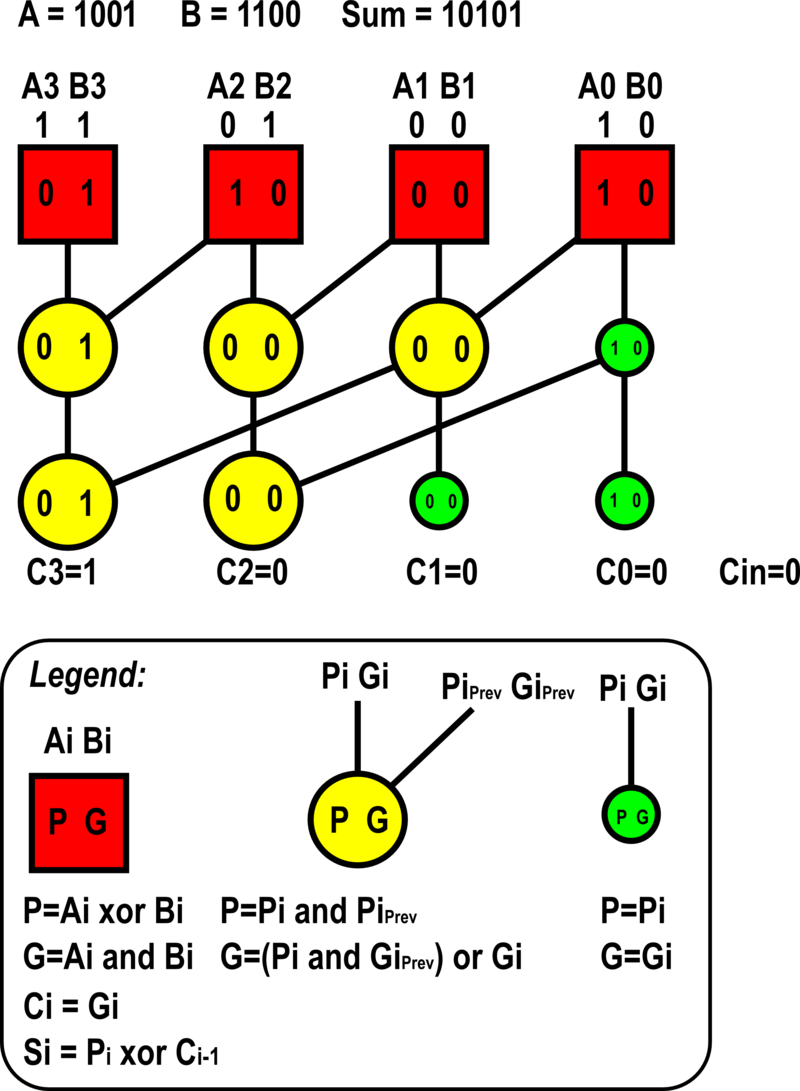 A = 1001 B = 1100 Sum = 10101
A3 B3 A2 B2 A1 B1 A0 B0
1 1 0 1 0 0 1 0
0 1 1 0 0 0 1 0
0 1 0 0 0 0 1 0
0 1 0 0 0 0 1 0
C3=1 C2=0 C1=0 C0=0 Cin=0
Legend:
Pi Gi PiPrev GiPrev Pi Gi
Ai Bi
P G P G P G
P=Ai xor Bi P=Pi and PiPrev P=Pi
G=Ai and Bi G=(Pi and GiPrev) or Gi G=Gi
Ci = Gi
Si = Pi xor Ci-1